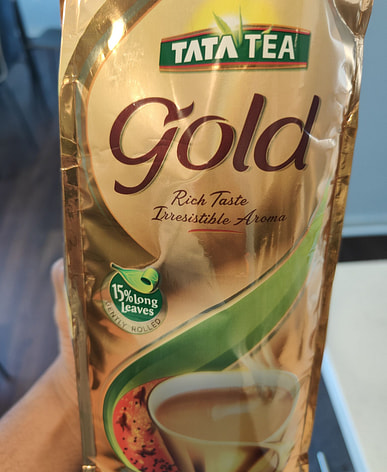 TATA TEA
Gold
Rich Taste
Irresistible Aroma
15% Long
Leaves
GENTLY ROLLED